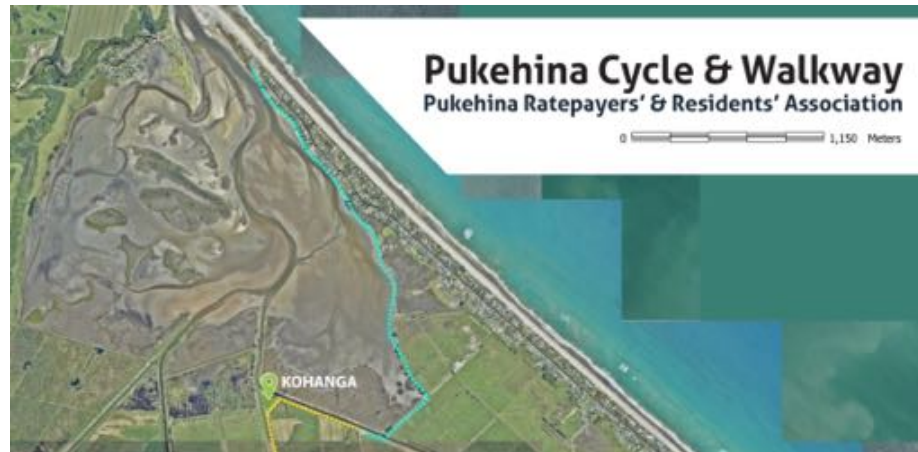 Pukehina Cycle & Walkway
Pukehina Ratepayers' & Residents' Association
0 1,150 Meters
KOHANGA